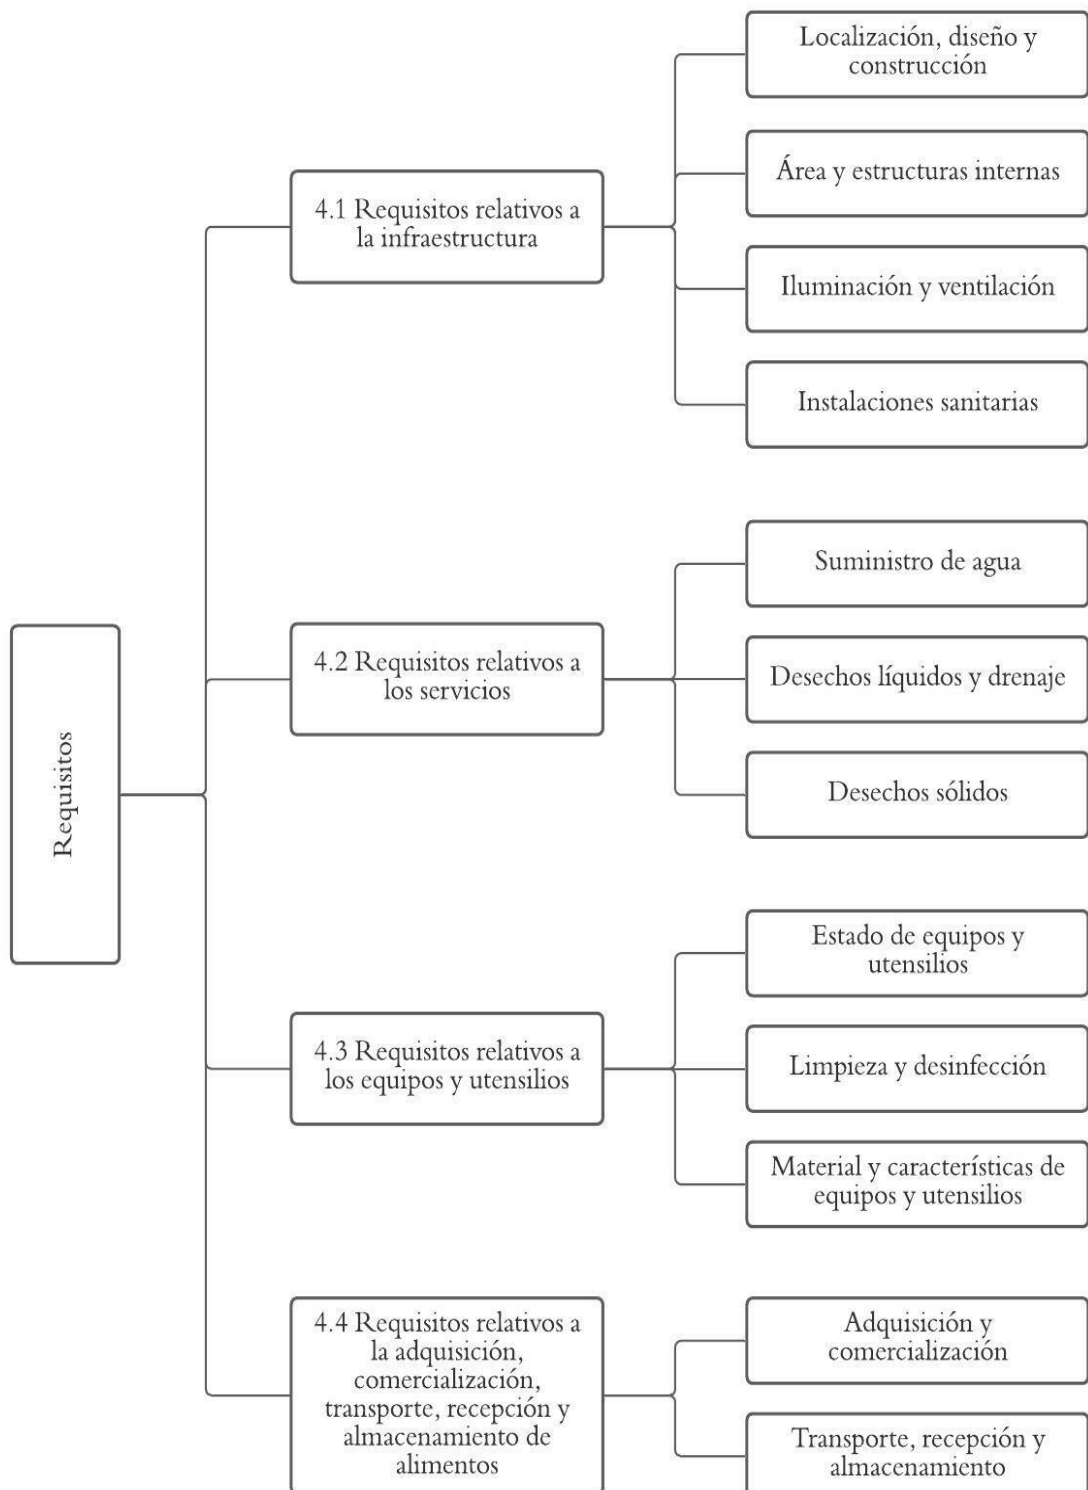 Requisitos
4.1 Requisitos relativos a
la infraestructura
Localización, diseño y
construcción
Área y estructuras internas
Iluminación y ventilación
Instalaciones sanitarias
4.2 Requisitos relativos a
los servicios
Suministro de agua
Desechos líquidos y drenaje
Desechos sólidos
4.3 Requisitos relativos a
los equipos y utensilios
Estado de equipos y
utensilios
Limpieza y desinfección
Material y características de
equipos y utensilios
4.4 Requisitos relativos a
la adquisición,
comercialización,
transporte, recepción y
almacenamiento de
alimentos
Adquisición y
comercialización
Transporte, recepción y
almacenamiento